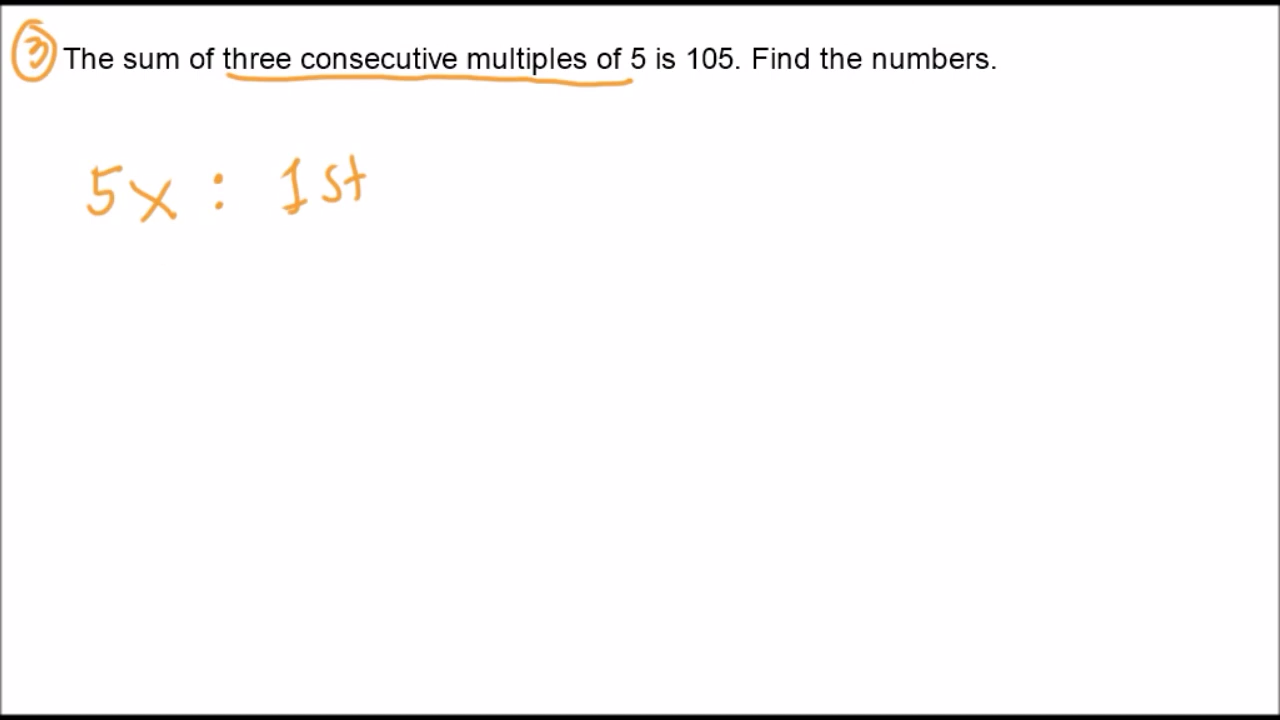 ③ The sum of three consecutive multiples of 5 is 105. Find the numbers.
5x : 1st